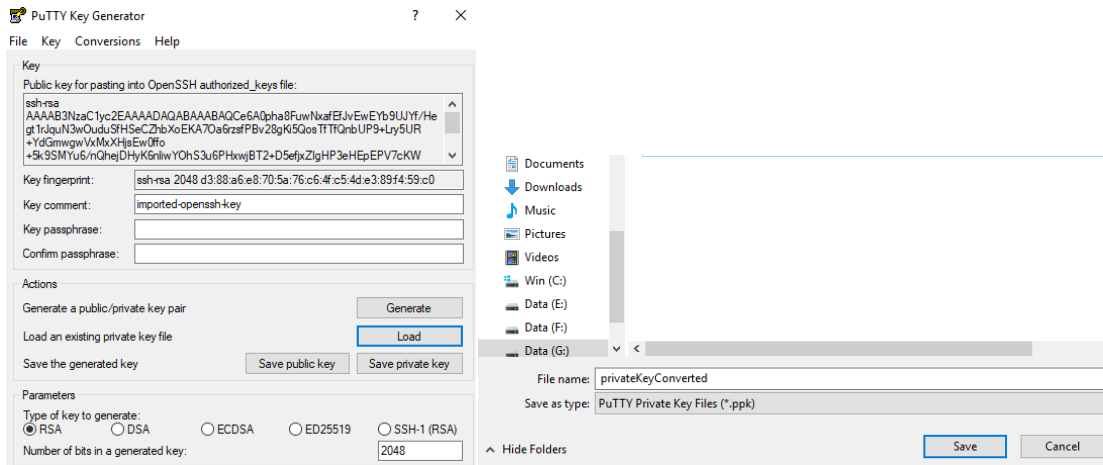 PuTTY Key Generator
? ×
File Key Conversions Help
Key
Public key for pasting into OpenSSH authorized_keys file:
ssh-rsa
AAAAB3NzaC1yc2EAAAADAQABAAABAQCe6A0pha8FuwNxafEfJvEwEYb9UJYf/He
gt1rJquN3wOuduSfHSeCZhbXoEKA7Oa6rzsfPBv28gKi5QosTfTfQnbUP9+Lry5UR
+YdGmwgwVxMxXHjsEw0ffo
+5k9SMYu6/nQhejDHyK6nliwYOhS3u6PHxwjBT2+D5efjxZIgHP3eHEpEPV7cKW
Key fingerprint: ssh-rsa 2048 d3:88:a6:e8:70:5a:76:c6:4f:c5:4d:e3:89:f4:59:c0
Key comment: imported-openssh-key
Key passphrase:
Confirm passphrase:
Actions
Generate a public/private key pair Generate
Load an existing private key file Load
Save the generated key Save public key Save private key
Parameters
Type of key to generate:
RSA DSA ECDSA ED25519 SSH-1 (RSA)
Number of bits in a generated key: 2048
Documents
Downloads
Music
Pictures
Videos
Win (C:)
Data (E:)
Data (F:)
Data (G:)
File name: privateKeyConverted
Save as type: PuTTY Private Key Files (*.ppk)
Hide Folders Save Cancel